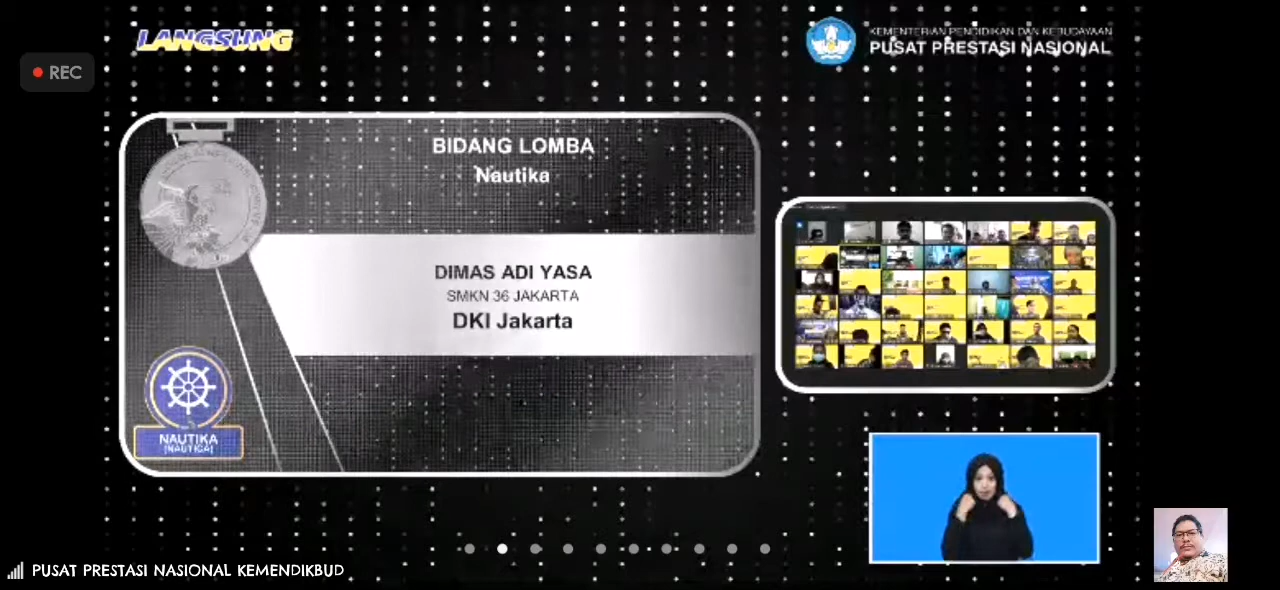 LANGSUNG
KEMENTERIAN PENDIDIKAN DAN KEBUDAYAAN
PUSAT PRESTASI NASIONAL
REC
BIDANG LOMBA
Nautika
DIMAS ADI YASA
SMKN 36 JAKARTA
DKI Jakarta
NAUTIKA
(NAUTICA)
PUSAT PRESTASI NASIONAL KEMENDIKBUD